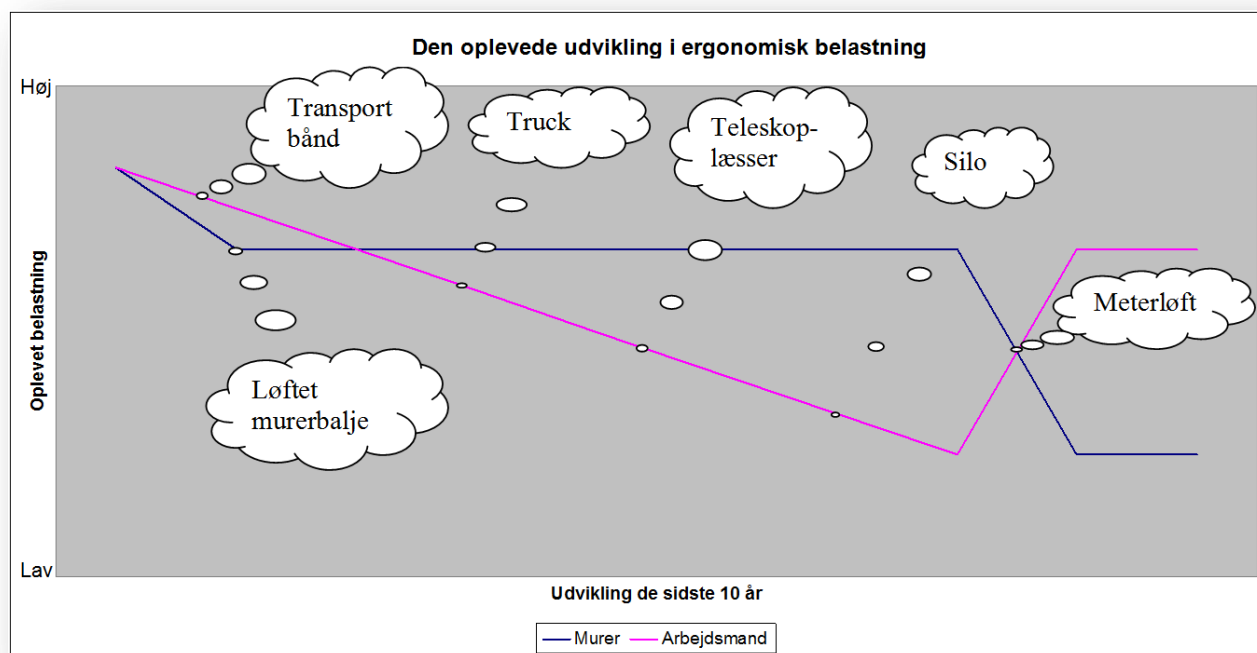 Den oplevede udvikling i ergonomisk belastning
Høj
Transport
bånd
Truck
Teleskop-
læsser
Silo
Oplevet belastning
Meterløft
Løftet
murerbalje
Lav
Udvikling de sidste 10 år
Murer
Arbejdsmand